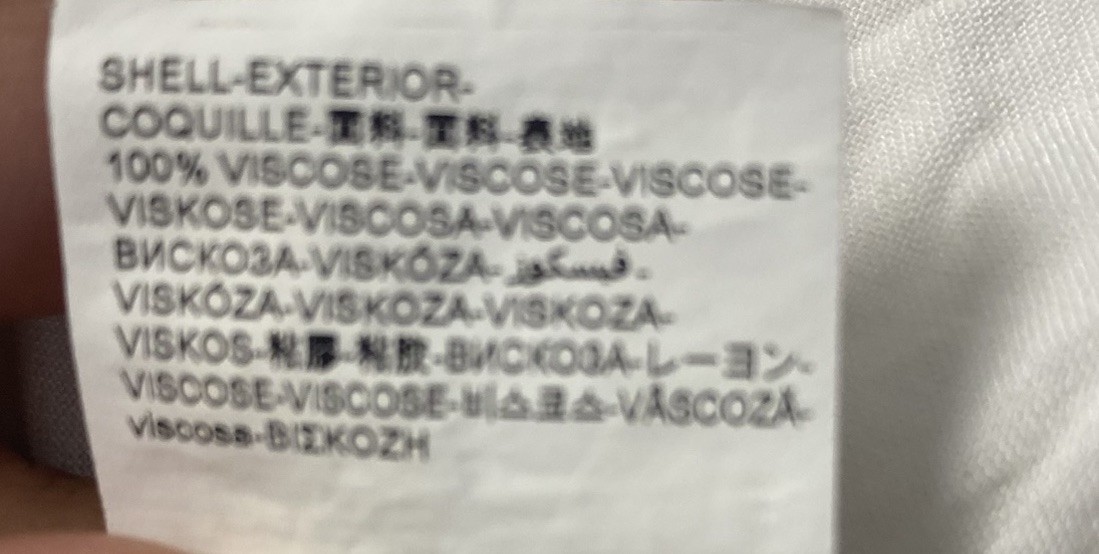 SHELL-EXTERIOR-
COQUILLE-面料-面料-表地
100% VISCOSE-VISCOSE-VISCOSE-
VISKOSE-VISCOSA-VISCOSA-
ВИСКОЗА-VISKÓZA-فيسكوز-
VISKÓZA-VISKOZA-VISKOZA-
VISKOS-粘膠-粘胶-ВИСКОЗА-レーヨン-
VISCOSE-VISCOSE-비스코스-VÂSCOZĂ-
viscosa-ΒΙΣΚΟΖΗ